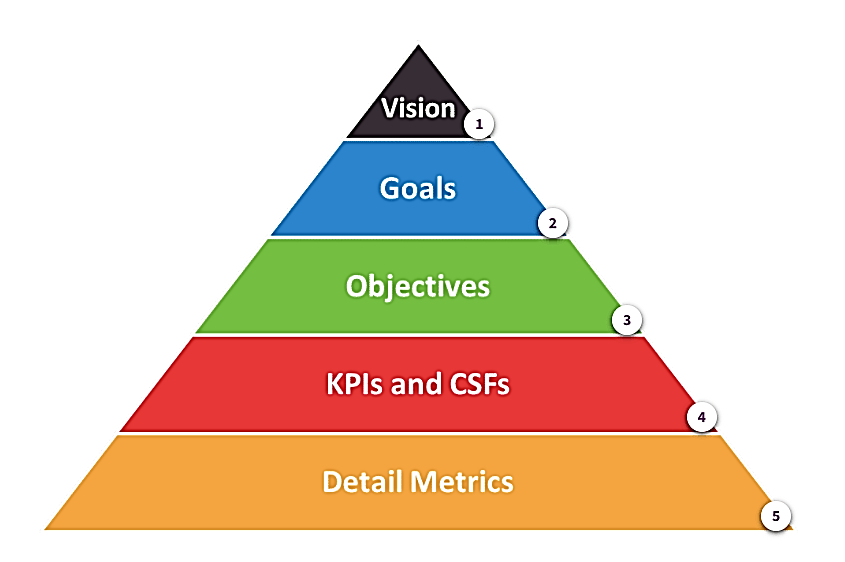 Vision
1
Goals
2
Objectives
3
KPIs and CSFs
4
Detail Metrics
5